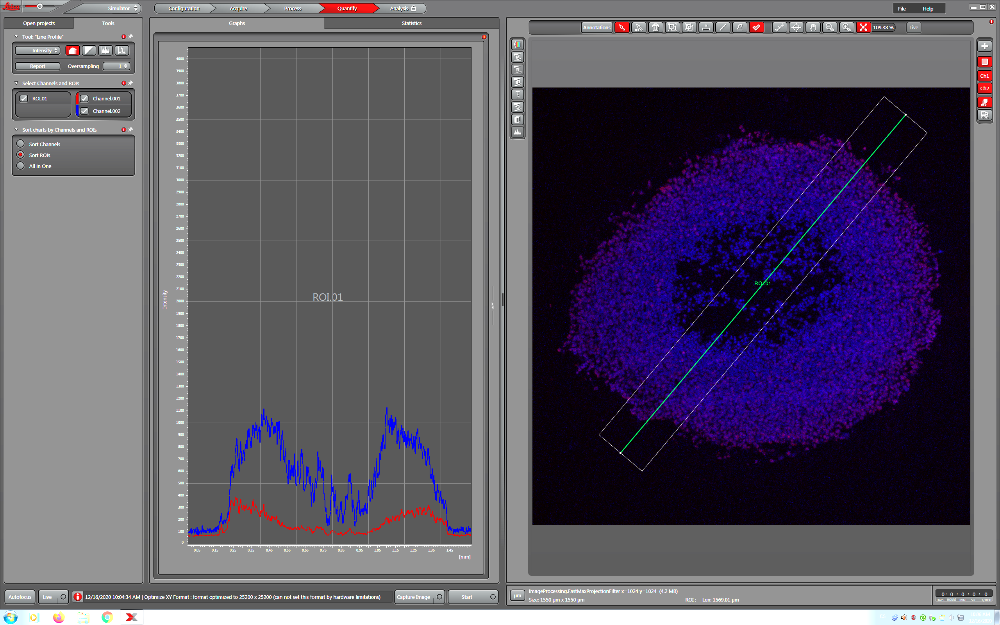 Leica
Simulator
Configuration
Acquire
Process
Quantify
Analysis
File
Help
Open projects
Tools
Graphs
Statistics
Annotations
109.38 %
Live
Tool: "Line Profile"
Intensity
Report
Oversampling
1
Select Channels and ROIs
ROI.01
Channel.001
Channel.002
Sort charts by Channels and ROIs
Sort Channels
Sort ROIs
All in One
Ch1
Ch2
MAX
4000
3900
3800
3700
3600
3500
3400
3300
3200
3100
3000
2900
2800
2700
2600
2500
2400
2300
2200
2100
2000
1900
1800
1700
1600
1500
1400
1300
1200
1100
1000
900
800
700
600
500
400
300
200
100
0
Intensity
ROI.01
0.05 0.15 0.25 0.35 0.45 0.55 0.65 0.75 0.85 0.95 1.05 1.15 1.25 1.35 1.45
[mm]
ROI.01
Autofocus
Live
12/16/2020 10:04:34 AM | Optimize XY Format : format optimized to 25200 x 25200 (can not set this format by hardware limitations)
Capture Image
Start
µm
ImageProcessing.FastMaxProjectionFilter x=1024 y=1024 (4.2 MB)
Size: 1550 µm x 1550 µm
ROI : Len: 1569.01 µm
0: 0: 0: 0: 0
DAYS HOURS MIN. SEC. 1/1000
10:06 AM
12/16/2020